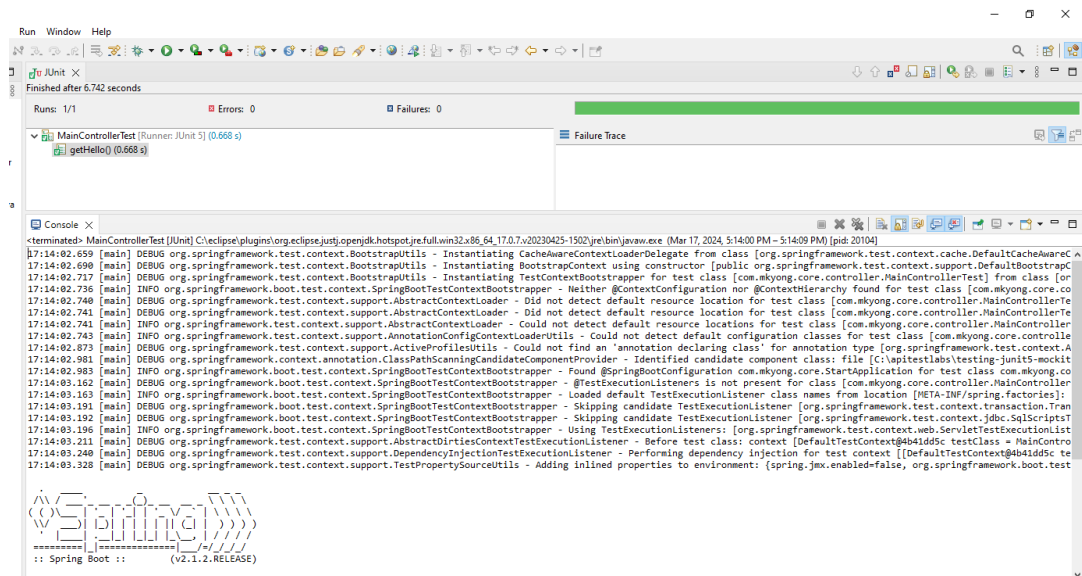 Run Window Help
JUnit
Finished after 6.742 seconds
Runs: 1/1 Errors: 0 Failures: 0
MainControllerTest [Runner: JUnit 5] (0.668 s)
getHello() (0.668 s)
Failure Trace
Console
<terminated> MainControllerTest [JUnit] C:\eclipse\plugins\org.eclipse.justj.openjdk.hotspot.jre.full.win32.x86_64_17.0.7.v20230425-1502\jre\bin\javaw.exe (Mar 17, 2024, 5:14:00 PM – 5:14:09 PM) [pid: 20104]
17:14:02.659 [main] DEBUG org.springframework.test.context.BootstrapUtils - Instantiating CacheAwareContextLoaderDelegate from class [org.springframework.test.context.cache.DefaultCacheAwareC
17:14:02.690 [main] DEBUG org.springframework.test.context.BootstrapUtils - Instantiating BootstrapContext using constructor [public org.springframework.test.context.support.DefaultBootstrapC
17:14:02.717 [main] DEBUG org.springframework.test.context.BootstrapUtils - Instantiating TestContextBootstrapper for test class [com.mkyong.core.controller.MainControllerTest] from class [or
17:14:02.736 [main] INFO org.springframework.boot.test.context.SpringBootTestContextBootstrapper - Neither @ContextConfiguration nor @ContextHierarchy found for test class [com.mkyong.core.co
17:14:02.740 [main] DEBUG org.springframework.test.context.support.AbstractContextLoader - Did not detect default resource location for test class [com.mkyong.core.controller.MainControllerTe
17:14:02.741 [main] DEBUG org.springframework.test.context.support.AbstractContextLoader - Did not detect default resource location for test class [com.mkyong.core.controller.MainControllerTe
17:14:02.741 [main] INFO org.springframework.test.context.support.AbstractContextLoader - Could not detect default resource locations for test class [com.mkyong.core.controller.MainController
17:14:02.743 [main] INFO org.springframework.test.context.support.AnnotationConfigContextLoaderUtils - Could not detect default configuration classes for test class [com.mkyong.core.controlle
17:14:02.873 [main] DEBUG org.springframework.test.context.support.ActiveProfilesUtils - Could not find an 'annotation declaring class' for annotation type [org.springframework.test.context.A
17:14:02.981 [main] DEBUG org.springframework.context.annotation.ClassPathScanningCandidateComponentProvider - Identified candidate component class: file [C:\apitestlabs\testing-junit5-mockit
17:14:02.983 [main] INFO org.springframework.boot.test.context.SpringBootTestContextBootstrapper - Found @SpringBootConfiguration com.mkyong.core.StartApplication for test class com.mkyong.co
17:14:03.162 [main] DEBUG org.springframework.boot.test.context.SpringBootTestContextBootstrapper - @TestExecutionListeners is not present for class [com.mkyong.core.controller.MainController
17:14:03.163 [main] INFO org.springframework.boot.test.context.SpringBootTestContextBootstrapper - Loaded default TestExecutionListener class names from location [META-INF/spring.factories]:
17:14:03.191 [main] DEBUG org.springframework.boot.test.context.SpringBootTestContextBootstrapper - Skipping candidate TestExecutionListener [org.springframework.test.context.transaction.Tran
17:14:03.192 [main] DEBUG org.springframework.boot.test.context.SpringBootTestContextBootstrapper - Skipping candidate TestExecutionListener [org.springframework.test.context.jdbc.SqlScriptsT
17:14:03.196 [main] INFO org.springframework.boot.test.context.SpringBootTestContextBootstrapper - Using TestExecutionListeners: [org.springframework.test.context.web.ServletTestExecutionList
17:14:03.211 [main] DEBUG org.springframework.test.context.support.AbstractDirtiesContextTestExecutionListener - Before test class: context [DefaultTestContext@4b41dd5c testClass = MainContro
17:14:03.240 [main] DEBUG org.springframework.test.context.support.DependencyInjectionTestExecutionListener - Performing dependency injection for test context [[DefaultTestContext@4b41dd5c te
17:14:03.328 [main] DEBUG org.springframework.test.context.support.TestPropertySourceUtils - Adding inlined properties to environment: {spring.jmx.enabled=false, org.springframework.boot.test
:: Spring Boot :: (v2.1.2.RELEASE)